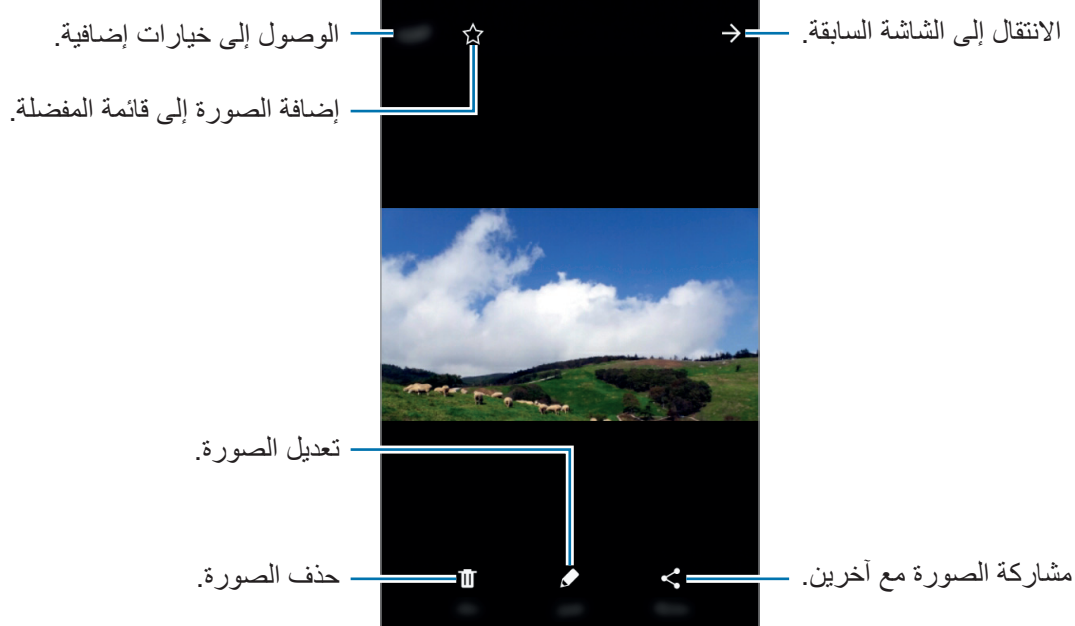 الانتقال إلى الشاشة السابقة.
الوصول إلى خيارات إضافية.
إضافة الصورة إلى قائمة المفضلة.
تعديل الصورة.
مشاركة الصورة مع آخرين.
حذف الصورة.